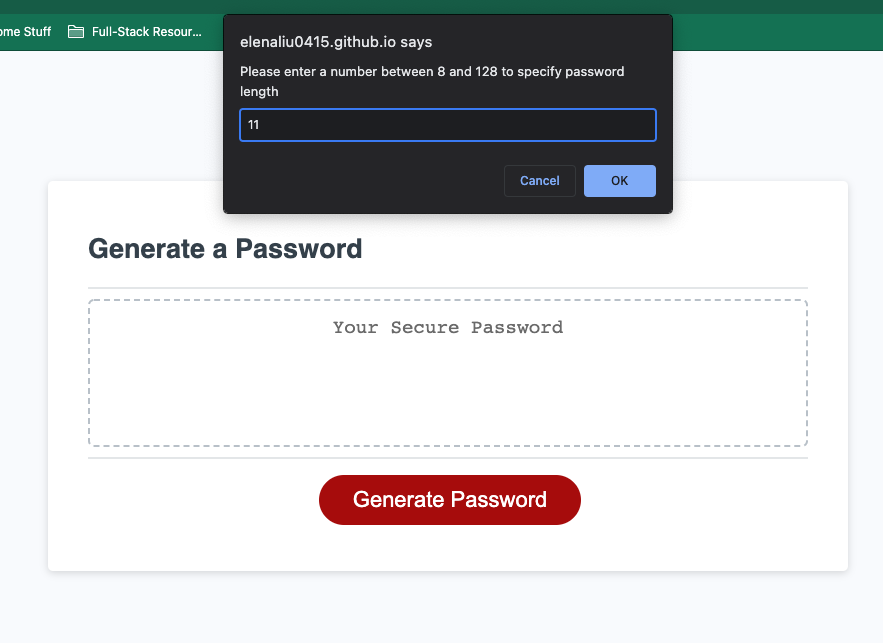 ome Stuff
Full-Stack Resour...
elenaliu0415.github.io says
Please enter a number between 8 and 128 to specify password
length
11
Cancel
OK
Generate a Password
Your Secure Password
Generate Password